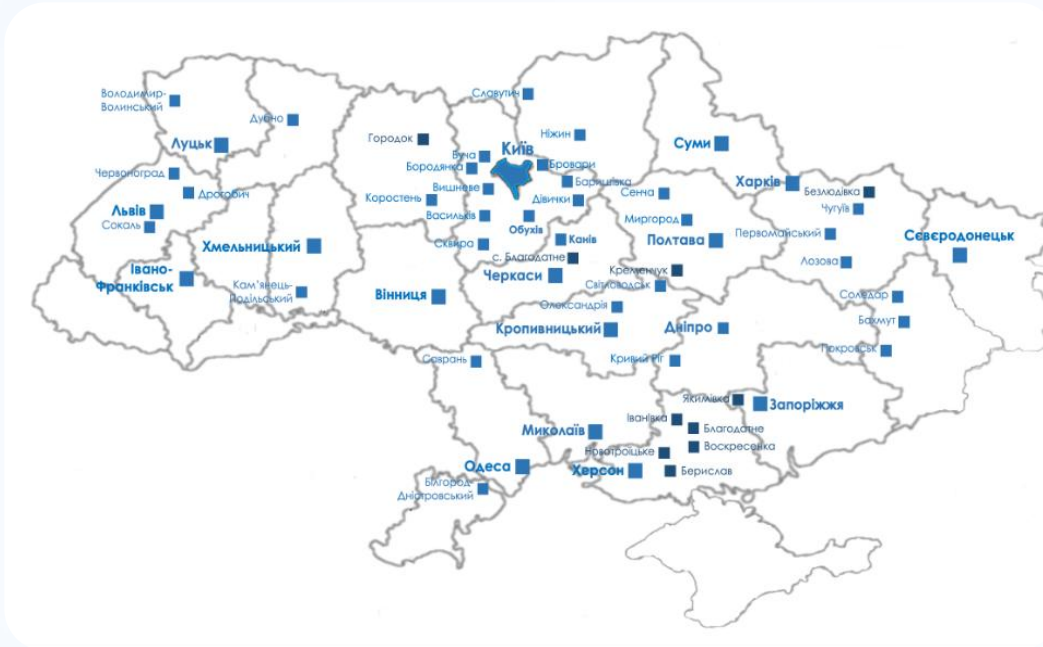 Володимир-
Волинський
Луцьк
Дубно
Червоноград
Дрогобич
Львів
Сокаль
Івано-
Франківськ
Хмельницький
Кам'янець-
Подільський
Городок
Коростень
Вінниця
Славутич
Ніжин
Київ
Буча
Бородянка
Бровари
Баришівка
Вишневе
Дівички
Васильків
Обухів
Сквира
Канів
с. Благодатне
Черкаси
Суми
Сенча
Миргород
Полтава
Кременчук
Світловодськ
Олександрія
Кропивницький
Харків
Безлюдівка
Чугуїв
Первомайський
Лозова
Сєвєродонецьк
Соледар
Бахмут
Покровськ
Дніпро
Кривий Ріг
Саврань
Якимівка
Запоріжжя
Іванівка
Благодатне
Миколаїв
Воскресенка
Новотроїцьке
Одеса
Херсон
Берислав
Білгород-
Дністровський